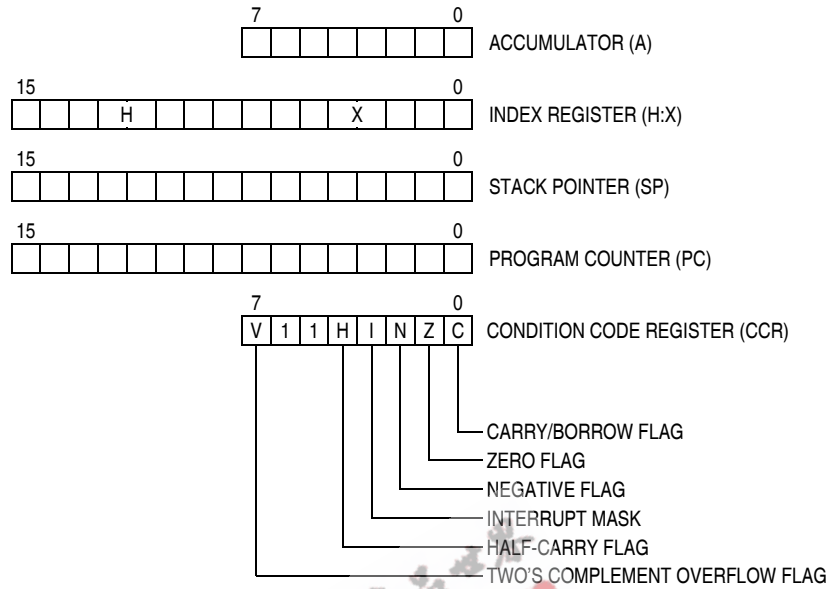 7 0
ACCUMULATOR (A)
15 0
H X INDEX REGISTER (H:X)
15 0
STACK POINTER (SP)
15 0
PROGRAM COUNTER (PC)
7 0
V 1 1 H I N Z C CONDITION CODE REGISTER (CCR)
CARRY/BORROW FLAG
ZERO FLAG
NEGATIVE FLAG
INTERRUPT MASK
HALF-CARRY FLAG
TWO'S COMPLEMENT OVERFLOW FLAG